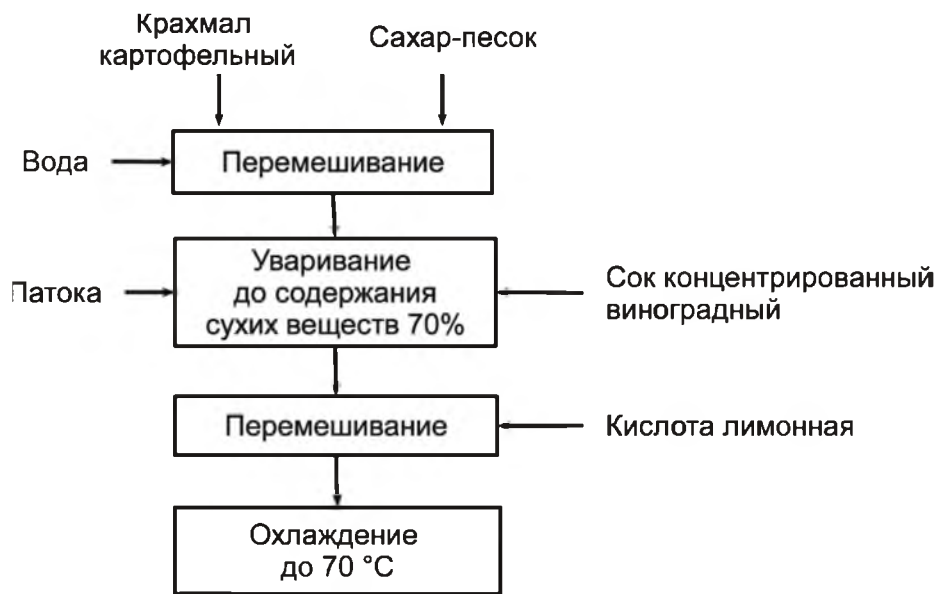 Крахмал
картофельный
Сахар-песок
Вода
Перемешивание
Патока
Уваривание
до содержания
сухих веществ 70%
Сок концентрированный
виноградный
Перемешивание
Кислота лимонная
Охлаждение
до 70 °C